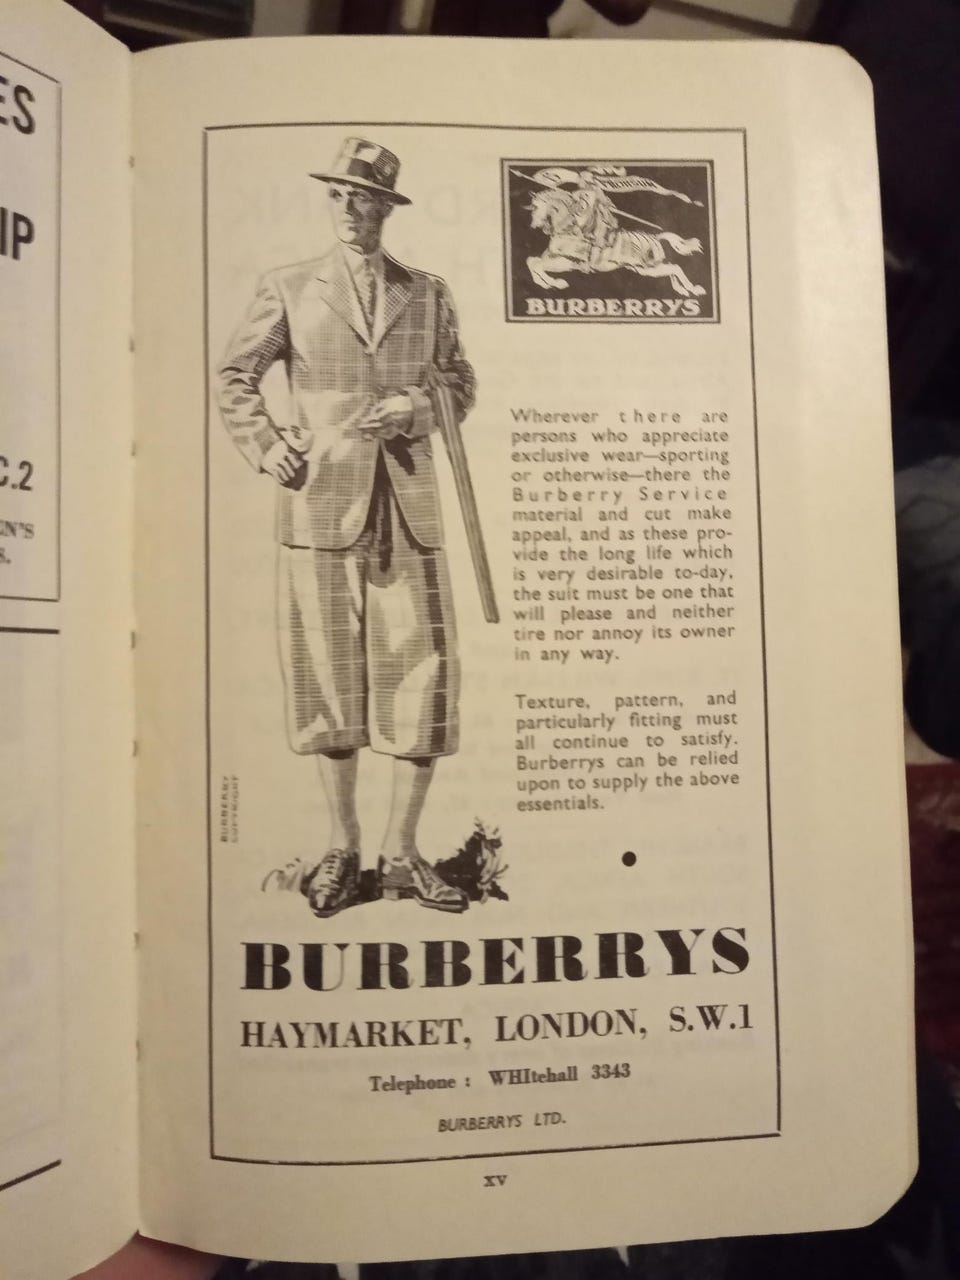 ES
IP
C.2
EN'S
S.
PRORSUM
BURBERRYS
Wherever there are
persons who appreciate
exclusive wear—sporting
or otherwise—there the
Burberry Service
material and cut make
appeal, and as these pro-
vide the long life which
is very desirable to-day,
the suit must be one that
will please and neither
tire nor annoy its owner
in any way.
Texture, pattern, and
particularly fitting must
all continue to satisfy.
Burberrys can be relied
upon to supply the above
essentials.
BURBERRY
COPYRIGHT
BURBERRYS
HAYMARKET, LONDON, S.W.1
Telephone : WHItehall 3343
BURBERRYS LTD.
xv